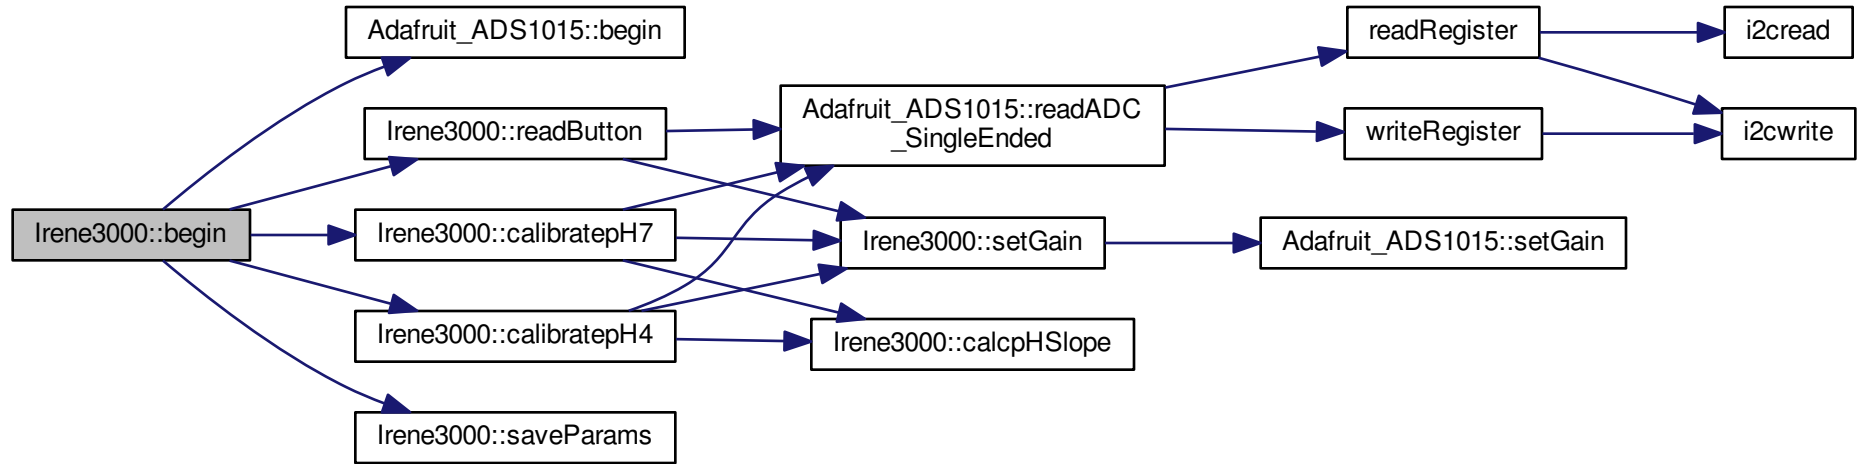 Irene3000::begin
Adafruit_ADS1015::begin
Irene3000::readButton
Irene3000::calibratepH7
Irene3000::calibratepH4
Irene3000::saveParams
Adafruit_ADS1015::readADC
_SingleEnded
Irene3000::setGain
Irene3000::calcpHSlope
readRegister
writeRegister
Adafruit_ADS1015::setGain
i2cread
i2cwrite